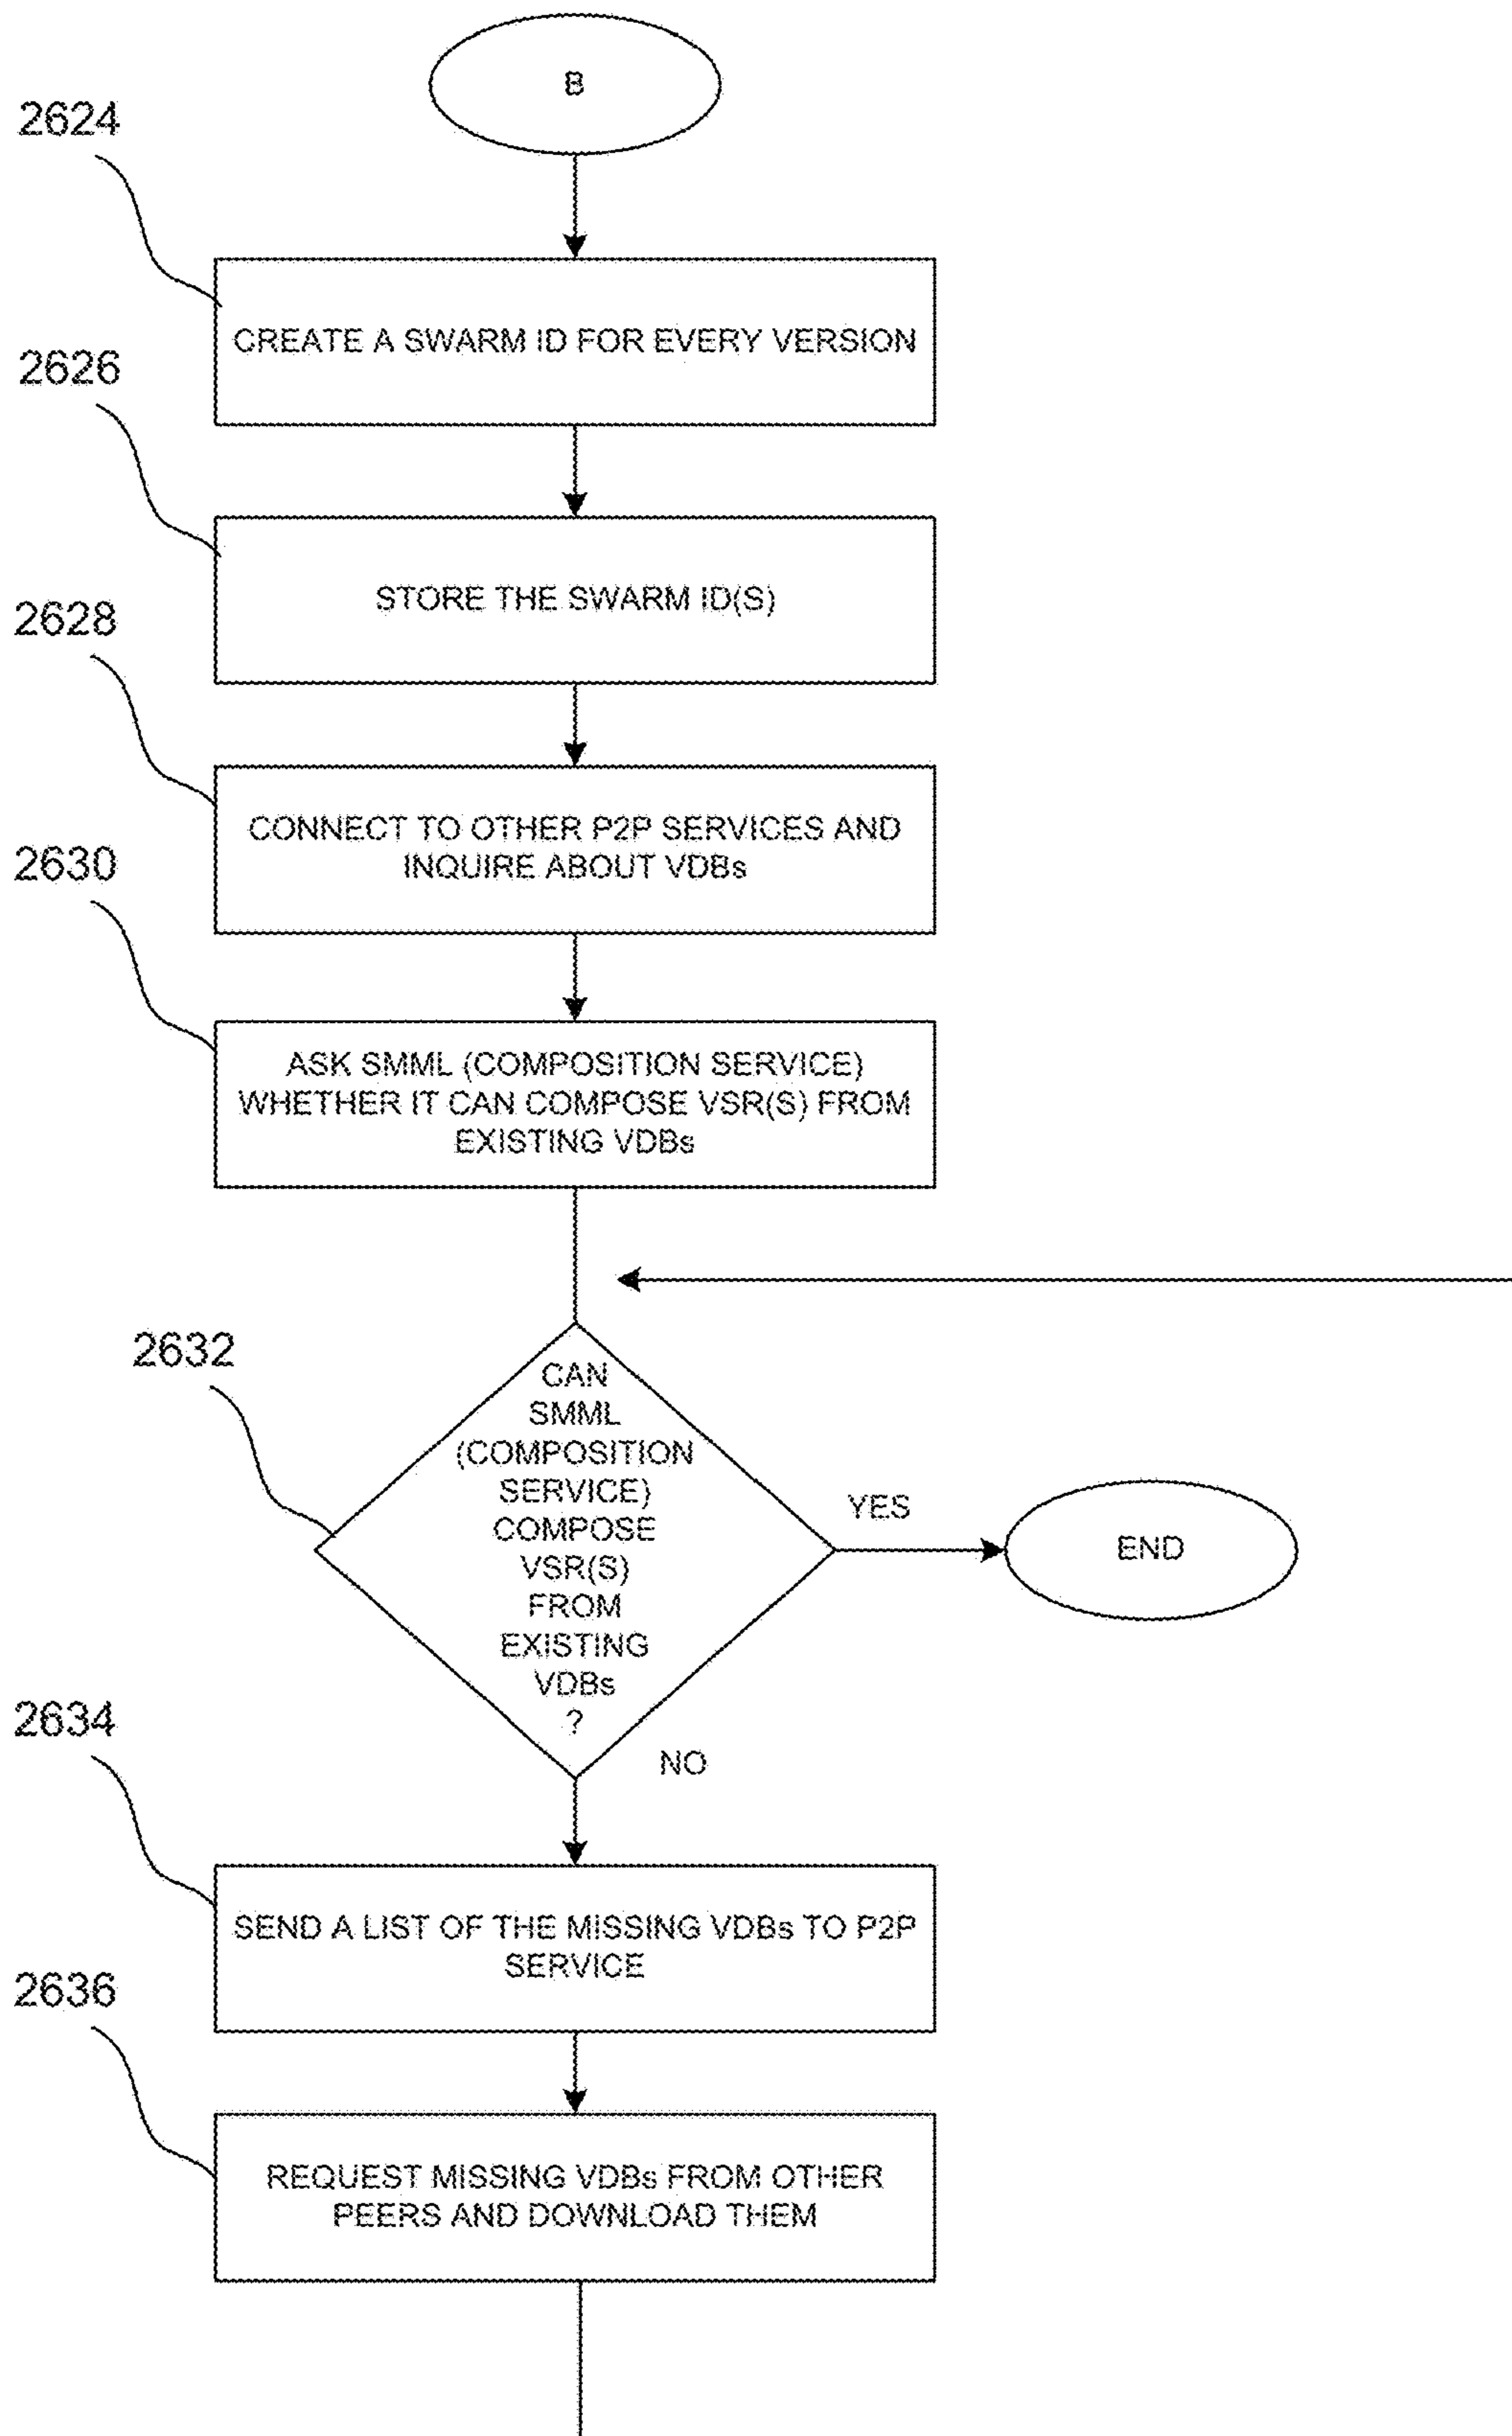 B
2624
CREATE A SWARM ID FOR EVERY VERSION
2626
STORE THE SWARM ID(S)
2628
CONNECT TO OTHER P2P SERVICES AND
INQUIRE ABOUT VDBs
2630
ASK SMML (COMPOSITION SERVICE)
WHETHER IT CAN COMPOSE VSR(S) FROM
EXISTING VDBs
2632
CAN
SMML
(COMPOSITION
SERVICE)
COMPOSE
VSR(S)
FROM
EXISTING
VDBs
?
YES
END
NO
2634
SEND A LIST OF THE MISSING VDBs TO P2P
SERVICE
2636
REQUEST MISSING VDBs FROM OTHER
PEERS AND DOWNLOAD THEM